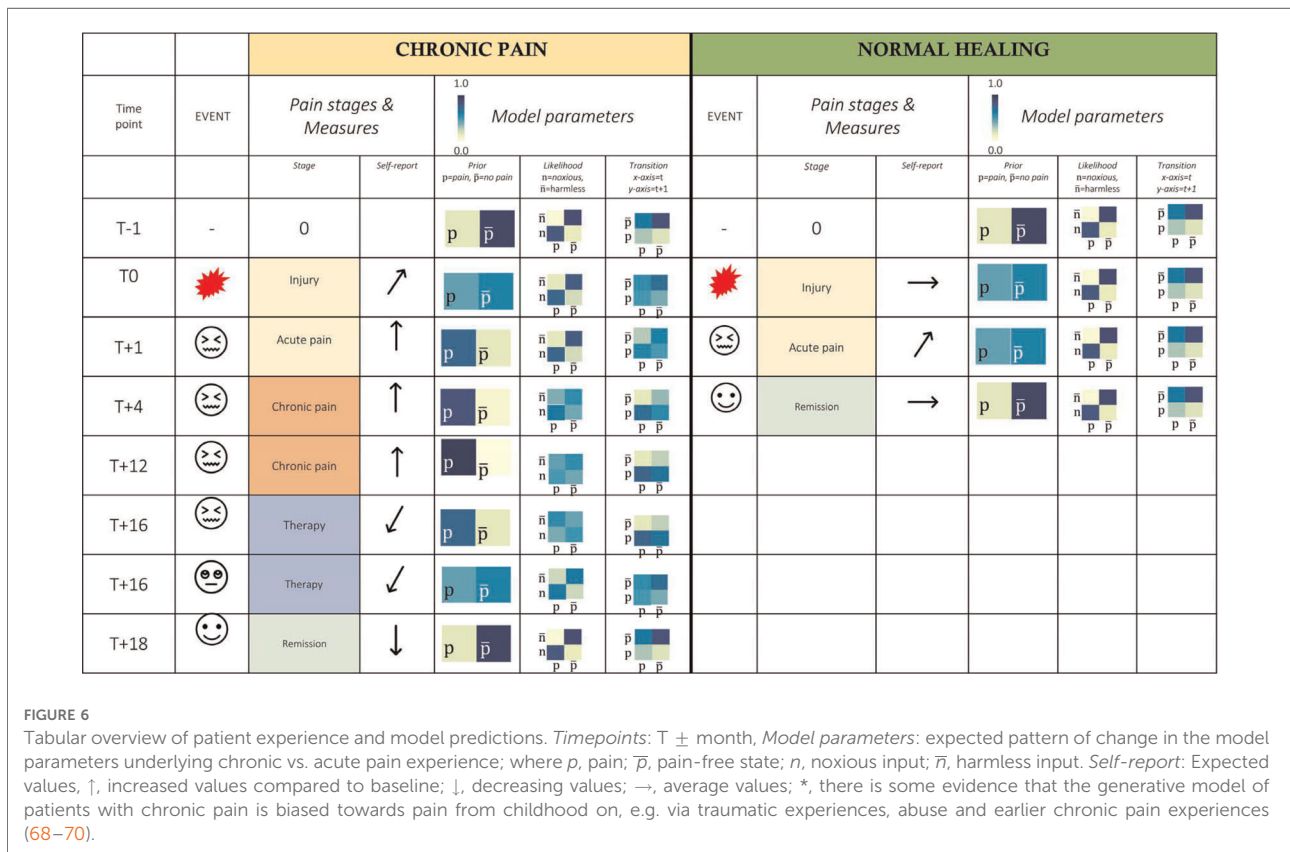 CHRONIC PAIN NORMAL HEALING
Time point EVENT Pain stages & Measures 1.0 0.0 Model parameters EVENT Pain stages & Measures 1.0 0.0 Model parameters
Stage Self-report Prior p=pain, p̄=no pain Likelihood n=noxious, n̄=harmless Transition x-axis=t y-axis=t+1 Stage Self-report Prior p=pain, p̄=no pain Likelihood n=noxious, n̄=harmless Transition x-axis=t y-axis=t+1
T-1 - 0 p p̄ n̄ n p p̄ p̄ p p p̄ - 0 p p̄ n̄ n p p̄ p̄ p p p̄
T0 Injury ↗ p p̄ n̄ n p p̄ p̄ p p p̄ Injury → p p̄ n̄ n p p̄ p̄ p p p̄
T+1 Acute pain ↑ p p̄ n̄ n p p̄ p̄ p p p̄ Acute pain ↗ p p̄ n̄ n p p̄ p̄ p p p̄
T+4 Chronic pain ↑ p p̄ n̄ n p p̄ p̄ p p p̄ Remission → p p̄ n̄ n p p̄ p̄ p p p̄
T+12 Chronic pain ↑ p p̄ n̄ n p p̄ p̄ p p p̄
T+16 Therapy ↙ p p̄ n̄ n p p̄ p̄ p p p̄
T+16 Therapy ↙ p p̄ n̄ n p p̄ p̄ p p p̄
T+18 Remission ↓ p p̄ n̄ n p p̄ p̄ p p p̄
FIGURE 6
Tabular overview of patient experience and model predictions. Timepoints: T ± month, Model parameters: expected pattern of change in the model
parameters underlying chronic vs. acute pain experience; where p, pain; p̄, pain-free state; n, noxious input; n̄, harmless input. Self-report: Expected
values, ↑, increased values compared to baseline; ↓, decreasing values; →, average values; *, there is some evidence that the generative model of
patients with chronic pain is biased towards pain from childhood on, e.g. via traumatic experiences, abuse and earlier chronic pain experiences
(68–70).